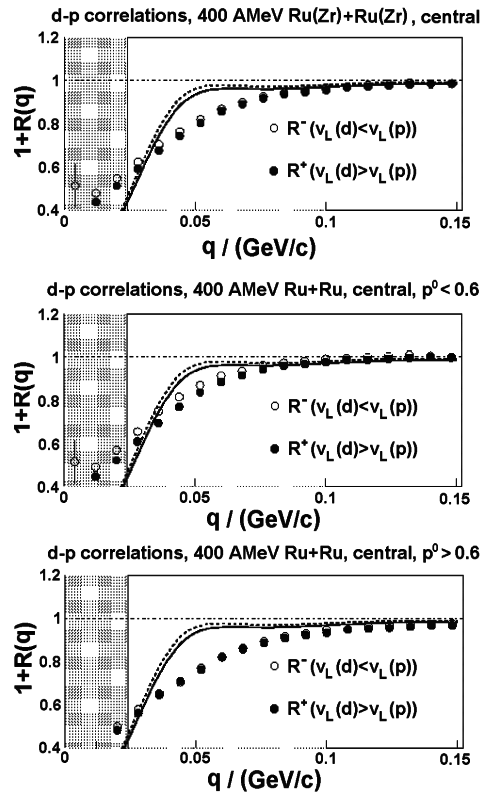 d-p correlations, 400 AMeV Ru(Zr)+Ru(Zr), central
1.2
1
0.8
0.6
0.4
1+R(q)
R⁻(v_L(d)<v_L(p))
R⁺(v_L(d)>v_L(p))
0 0.05 0.1 0.15
q / (GeV/c)
d-p correlations, 400 AMeV Ru+Ru, central, p⁰ < 0.6
1.2
1
0.8
0.6
0.4
1+R(q)
R⁻(v_L(d)<v_L(p))
R⁺(v_L(d)>v_L(p))
0 0.05 0.1 0.15
q / (GeV/c)
d-p correlations, 400 AMeV Ru+Ru, central, p⁰ > 0.6
1.2
1
0.8
0.6
0.4
1+R(q)
R⁻(v_L(d)<v_L(p))
R⁺(v_L(d)>v_L(p))
0 0.05 0.1 0.15
q / (GeV/c)